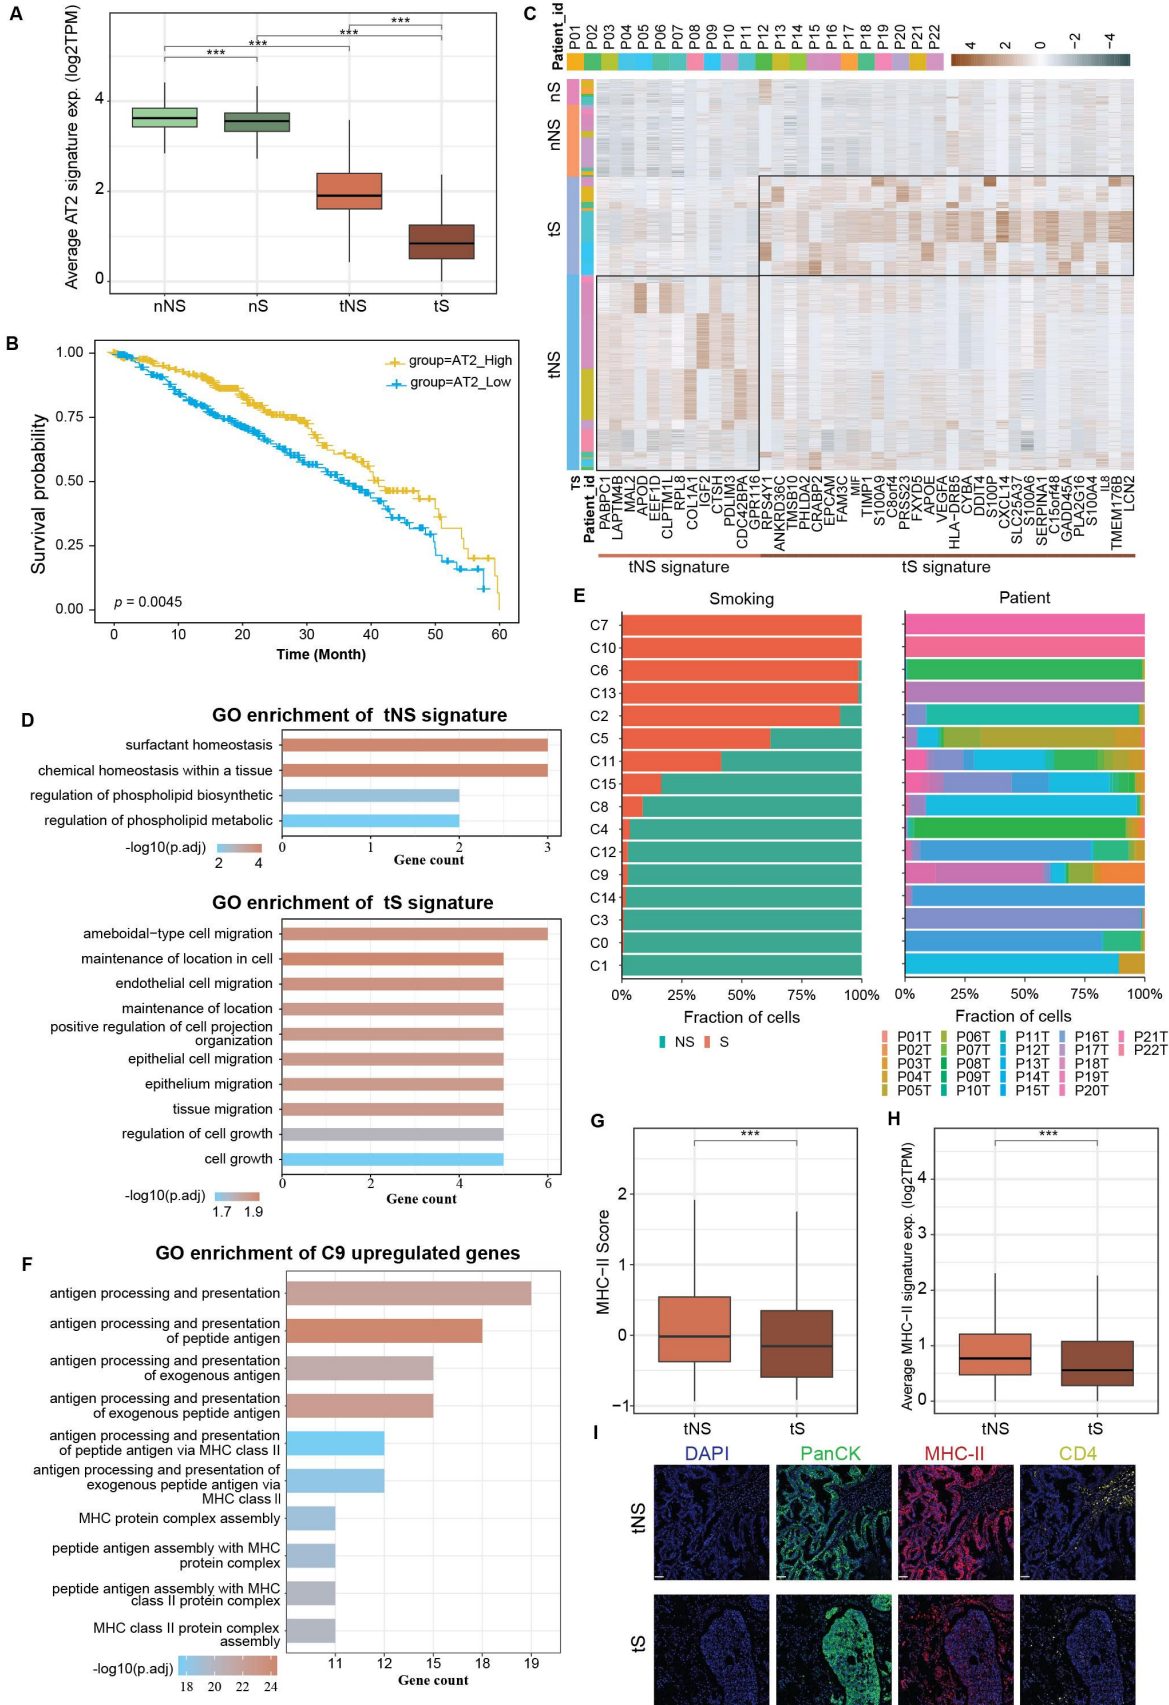 A
Average AT2 signature exp. (log2TPM)
4
2
0
***
***
***
***
nNS
nS
tNS
tS
B
Survival probability
1.00
0.75
0.50
0.25
0.00
group=AT2_High
group=AT2_Low
p = 0.0045
0
10
20
30
40
50
60
Time (Month)
C
Patient_id
P01
P02
P03
P04
P05
P06
P07
P08
P09
P10
P11
P12
P13
P14
P15
P16
P17
P18
P19
P20
P21
P22
4
2
0
−2
−4
nS
nNS
tS
tNS
TS
Patient_id
PABPC1
LAPTM4B
MAL2
APOD
EEF1D
CLPTM1L
RPL8
COL1A1
IGF2
CTSH
PDLIM3
CDC42BPA
GPR116
RPS4Y1
ANKRD36C
TMSB10
PHLDA2
CRABP2
EPCAM
FAM3C
MIF
TIMP1
S100A9
C8orf4
PRSS23
FXYD5
APOE
VEGFA
HLA−DRB5
CYBA
DDIT4
S100P
CXCL14
SLC25A37
S100A6
SERPINA1
C15orf48
GADD45A
PLA2G2A
S100A4
IL8
TMEM176B
LCN2
tNS signature
tS signature
D
GO enrichment of tNS signature
surfactant homeostasis
chemical homeostasis within a tissue
regulation of phospholipid biosynthetic
regulation of phospholipid metabolic
0
1
2
3
Gene count
-log10(p.adj)
2
4
GO enrichment of tS signature
ameboidal−type cell migration
maintenance of location in cell
endothelial cell migration
maintenance of location
positive regulation of cell projection
organization
epithelial cell migration
epithelium migration
tissue migration
regulation of cell growth
cell growth
0
2
4
6
Gene count
-log10(p.adj)
1.7
1.9
E
Smoking
Patient
C7
C10
C6
C13
C2
C5
C11
C15
C8
C4
C12
C9
C14
C3
C0
C1
0%
25%
50%
75%
100%
0%
25%
50%
75%
100%
Fraction of cells
Fraction of cells
NS
S
P01T
P02T
P03T
P04T
P05T
P06T
P07T
P08T
P09T
P10T
P11T
P12T
P13T
P14T
P15T
P16T
P17T
P18T
P19T
P20T
P21T
P22T
F
GO enrichment of C9 upregulated genes
antigen processing and presentation
antigen processing and presentation
of peptide antigen
antigen processing and presentation
of exogenous antigen
antigen processing and presentation
of exogenous peptide antigen
antigen processing and presentation
of peptide antigen via MHC class II
antigen processing and presentation of
exogenous peptide antigen via
MHC class II
MHC protein complex assembly
peptide antigen assembly with MHC
protein complex
peptide antigen assembly with MHC
class II protein complex
MHC class II protein complex
assembly
11
12
15
18
19
Gene count
-log10(p.adj)
18
20
22
24
G
MHC−II Score
2
1
0
−1
***
tNS
tS
H
Average MHC−II signature exp. (log2TPM)
4
3
2
1
0
***
tNS
tS
I
DAPI
PanCK
MHC-II
CD4
tNS
tS